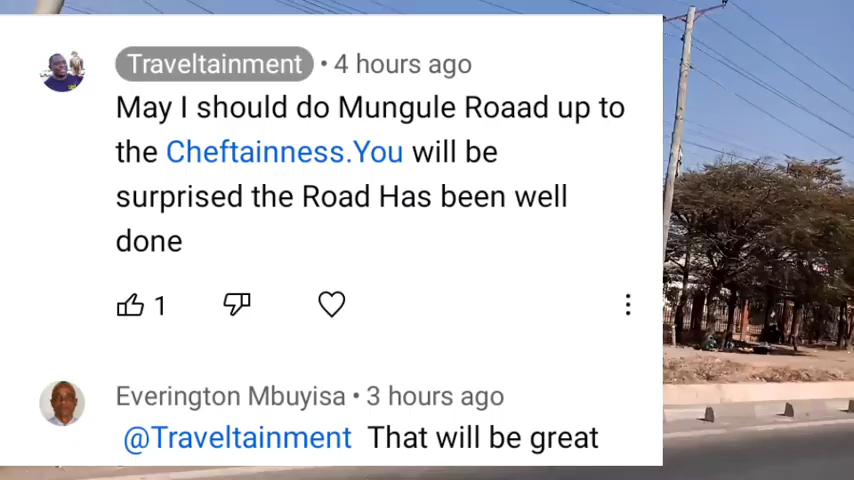 Traveltainment • 4 hours ago
May I should do Mungule Roaad up to
the Cheftainness.You will be
surprised the Road Has been well
done
1
Everington Mbuyisa • 3 hours ago
@Traveltainment That will be great